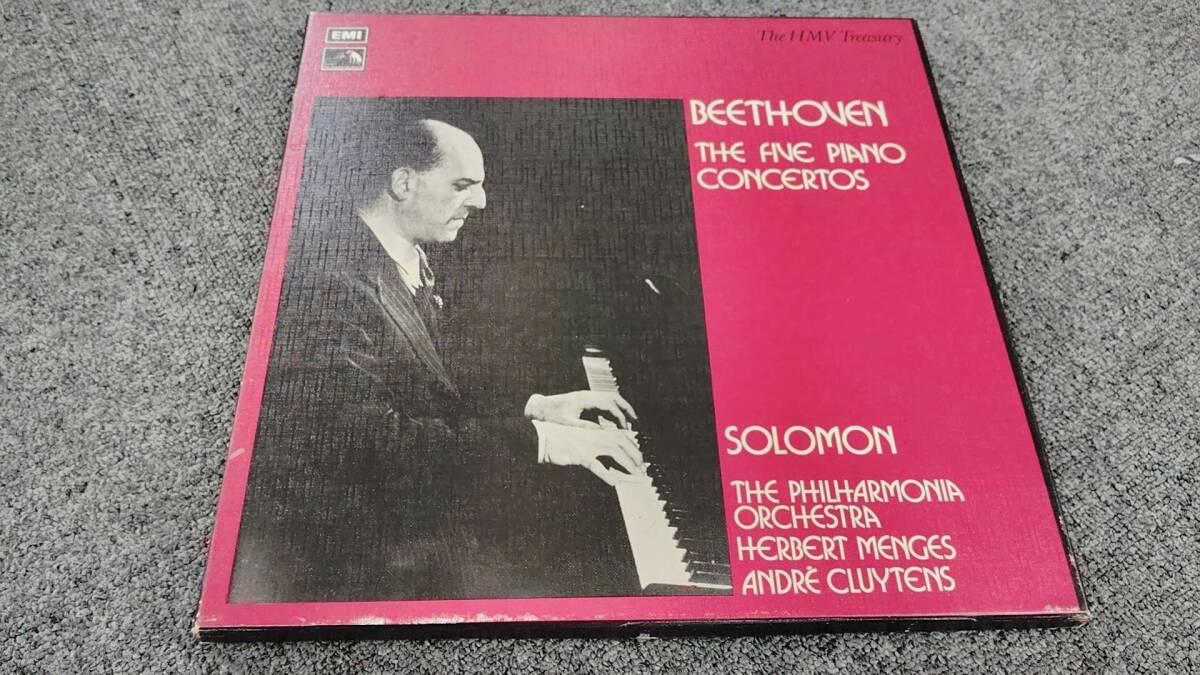 EMI
The HMV Treasury
BEETHOVEN
THE FIVE PIANO
CONCERTOS
SOLOMON
THE PHILHARMONIA
ORCHESTRA
HERBERT MENGES
ANDRÉ CLUYTENS